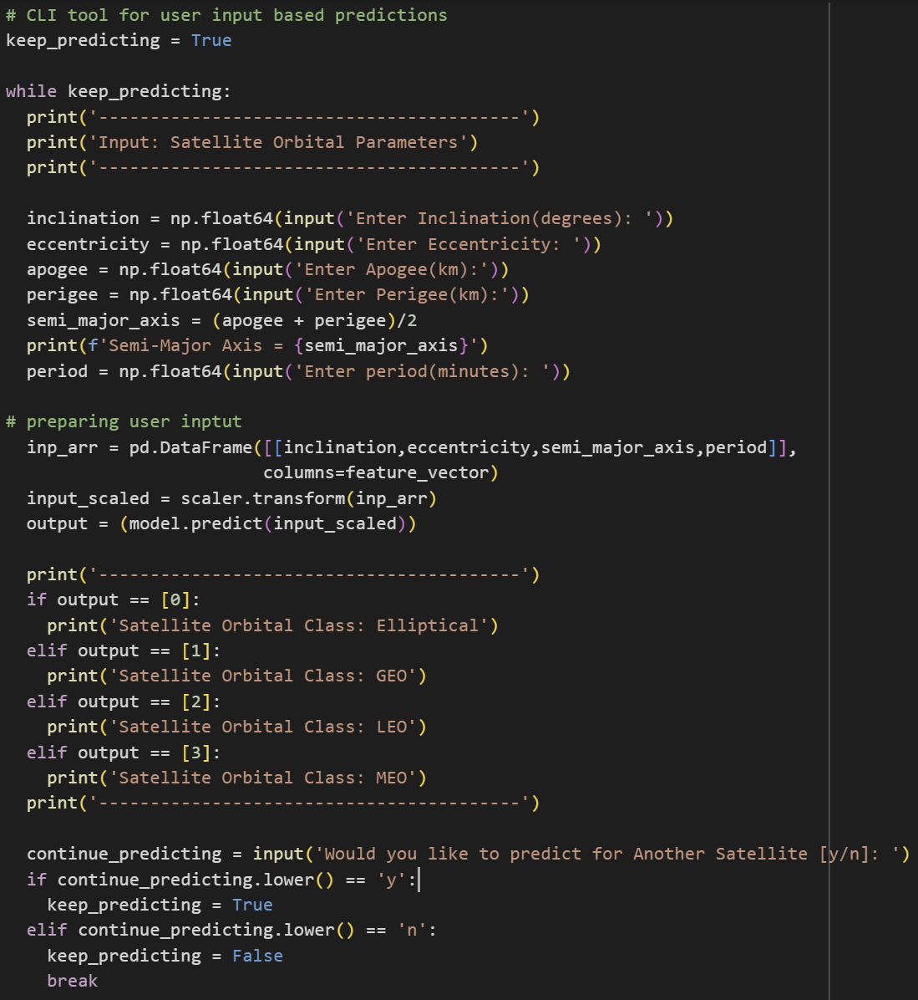 # CLI tool for user input based predictions
keep_predicting = True
while keep_predicting:
  print('-----------------------------------------')
  print('Input: Satellite Orbital Parameters')
  print('-----------------------------------------')
  inclination = np.float64(input('Enter Inclination(degrees): '))
  eccentricity = np.float64(input('Enter Eccentricity: '))
  apogee = np.float64(input('Enter Apogee(km):'))
  perigee = np.float64(input('Enter Perigee(km):'))
  semi_major_axis = (apogee + perigee)/2
  print(f'Semi-Major Axis = {semi_major_axis}')
  period = np.float64(input('Enter period(minutes): '))
# preparing user inptut
  inp_arr = pd.DataFrame([[inclination,eccentricity,semi_major_axis,period]],
                         columns=feature_vector)
  input_scaled = scaler.transform(inp_arr)
  output = (model.predict(input_scaled))
  print('-----------------------------------------')
  if output == [0]:
    print('Satellite Orbital Class: Elliptical')
  elif output == [1]:
    print('Satellite Orbital Class: GEO')
  elif output == [2]:
    print('Satellite Orbital Class: LEO')
  elif output == [3]:
    print('Satellite Orbital Class: MEO')
  print('-----------------------------------------')
  continue_predicting = input('Would you like to predict for Another Satellite [y/n]: ')
  if continue_predicting.lower() == 'y':
    keep_predicting = True
  elif continue_predicting.lower() == 'n':
    keep_predicting = False
    break